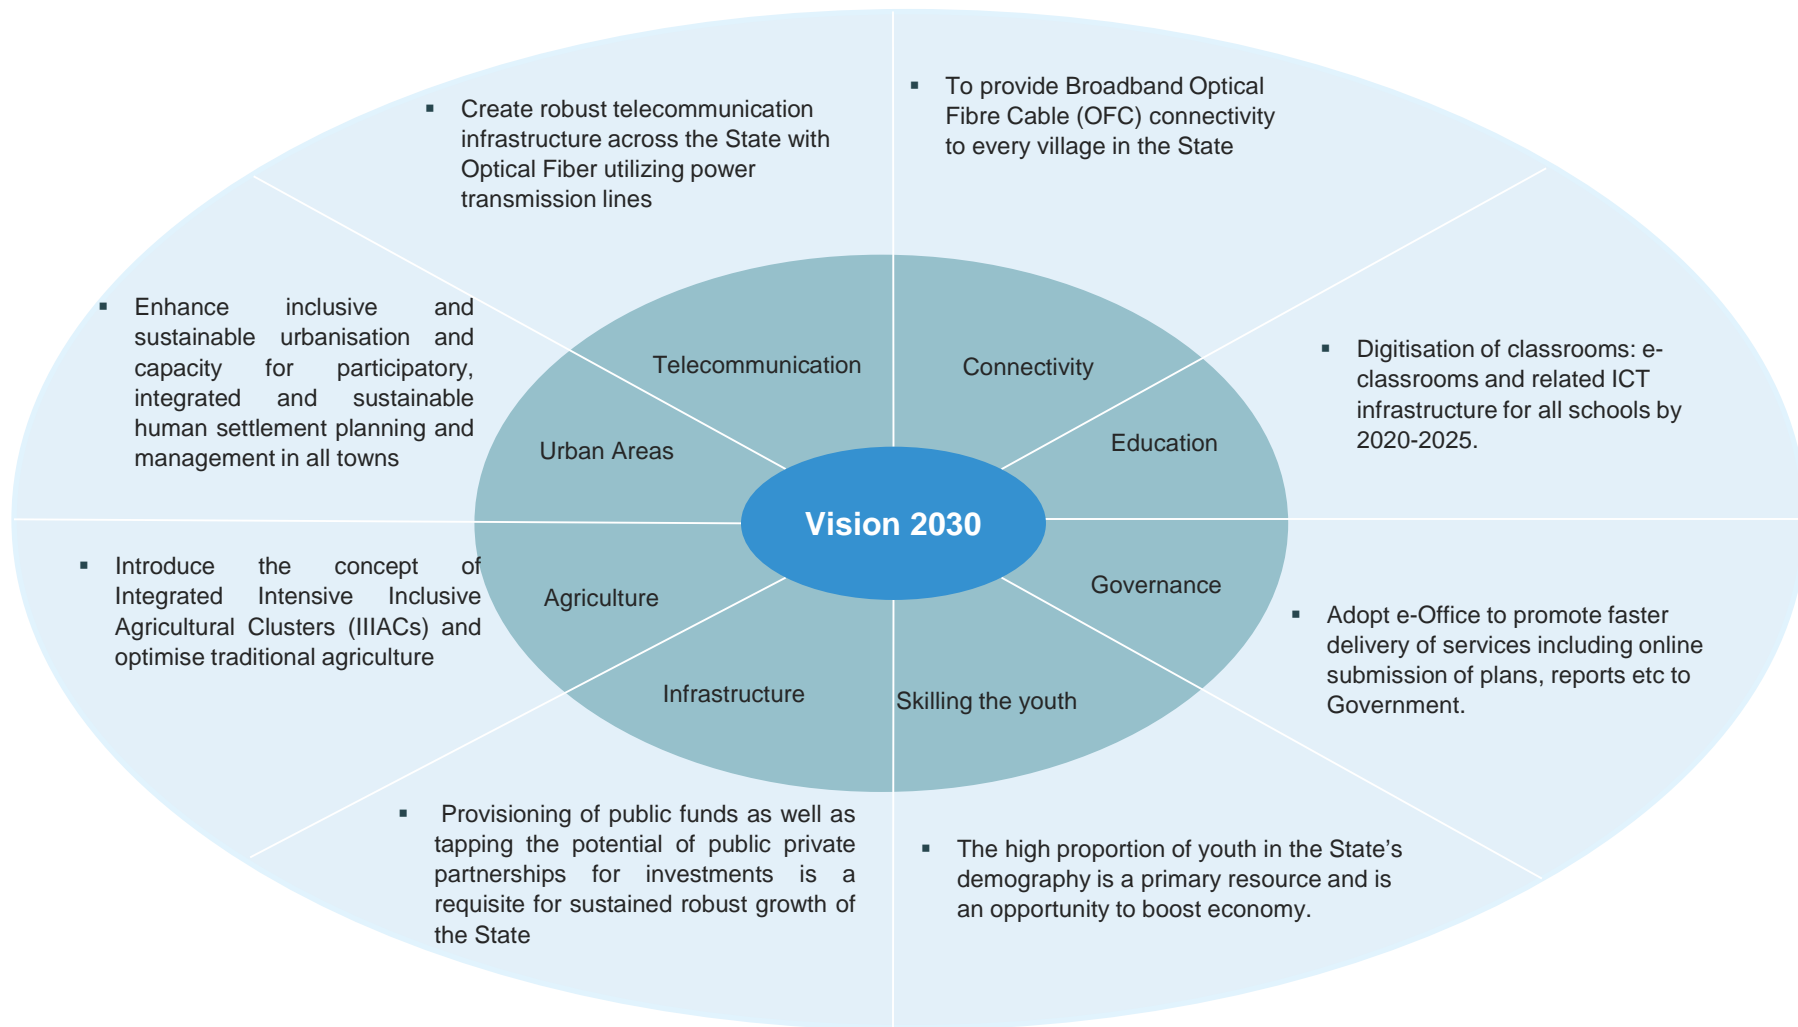 ▪ Create robust telecommunication
infrastructure across the State with
Optical Fiber utilizing power
transmission lines
▪ To provide Broadband Optical
Fibre Cable (OFC) connectivity
to every village in the State
▪ Enhance inclusive and
sustainable urbanisation and
capacity for participatory,
integrated and sustainable
human settlement planning and
management in all towns
Telecommunication
Connectivity
▪ Digitisation of classrooms: e-
classrooms and related ICT
infrastructure for all schools by
2020-2025.
Urban Areas
Education
Vision 2030
▪ Introduce the concept of
Integrated Intensive Inclusive
Agricultural Clusters (IIIACs) and
optimise traditional agriculture
Agriculture
Governance
▪ Adopt e-Office to promote faster
delivery of services including online
submission of plans, reports etc to
Government.
Infrastructure
Skilling the youth
▪ Provisioning of public funds as well as
tapping the potential of public private
partnerships for investments is a
requisite for sustained robust growth of
the State
▪ The high proportion of youth in the State’s
demography is a primary resource and is
an opportunity to boost economy.